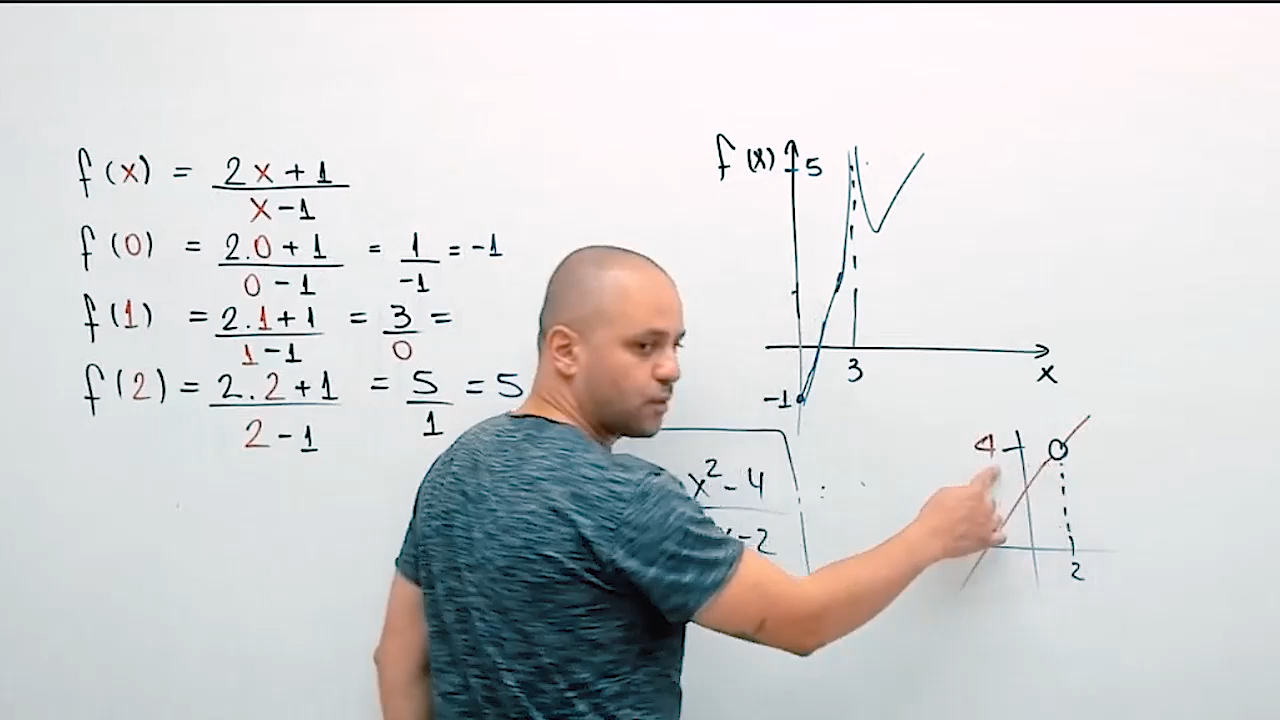 f(x) = 2x+1 / x-1
f(0) = 2.0+1 / 0-1 = 1 / -1 = -1
f(1) = 2.1+1 / 1-1 = 3 / 0 =
f(2) = 2.2+1 / 2-1 = 5 / 1 = 5
f(x) 5
3
x
-1
x² - 4
-2
4
2